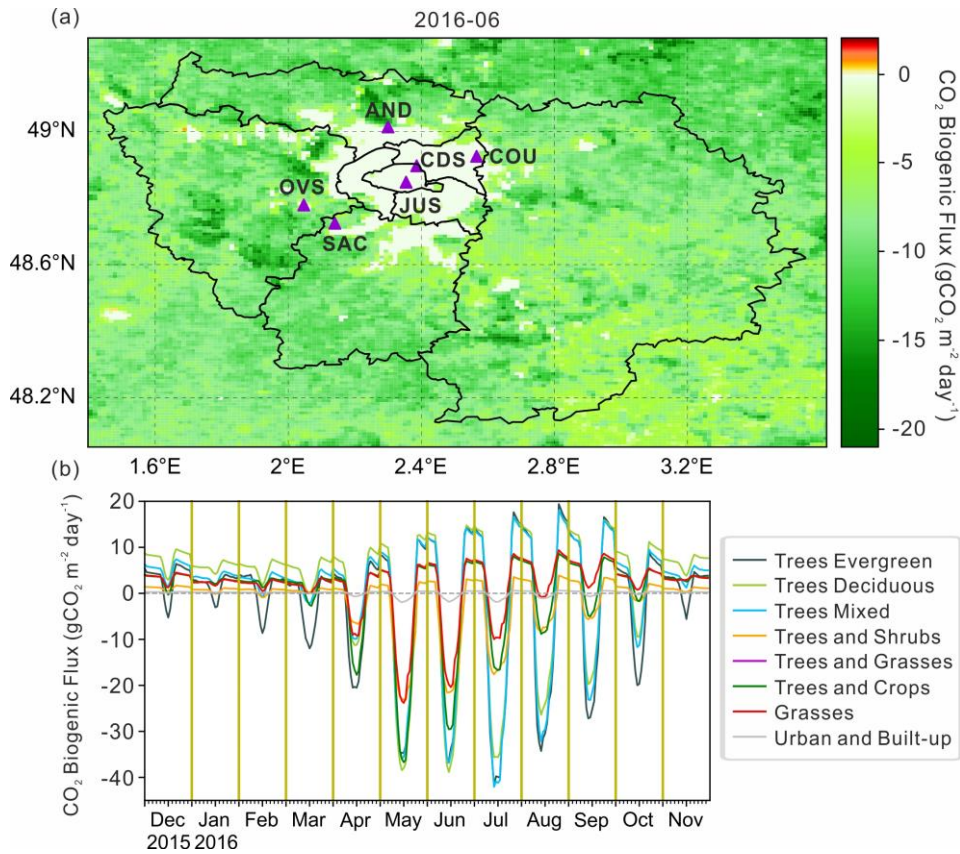 (a)
2016-06
49°N
48.6°N
48.2°N
AND
CDS
COU
OVS
JUS
SAC
1.6°E
2°E
2.4°E
2.8°E
3.2°E
0
-5
-10
-15
-20
CO₂ Biogenic Flux (gCO₂ m⁻² day⁻¹)
(b)
CO₂ Biogenic Flux (gCO₂ m⁻² day⁻¹)
20
10
0
-10
-20
-30
-40
Dec Jan Feb Mar Apr May Jun Jul Aug Sep Oct Nov
2015 2016
Trees Evergreen
Trees Deciduous
Trees Mixed
Trees and Shrubs
Trees and Grasses
Trees and Crops
Grasses
Urban and Built-up